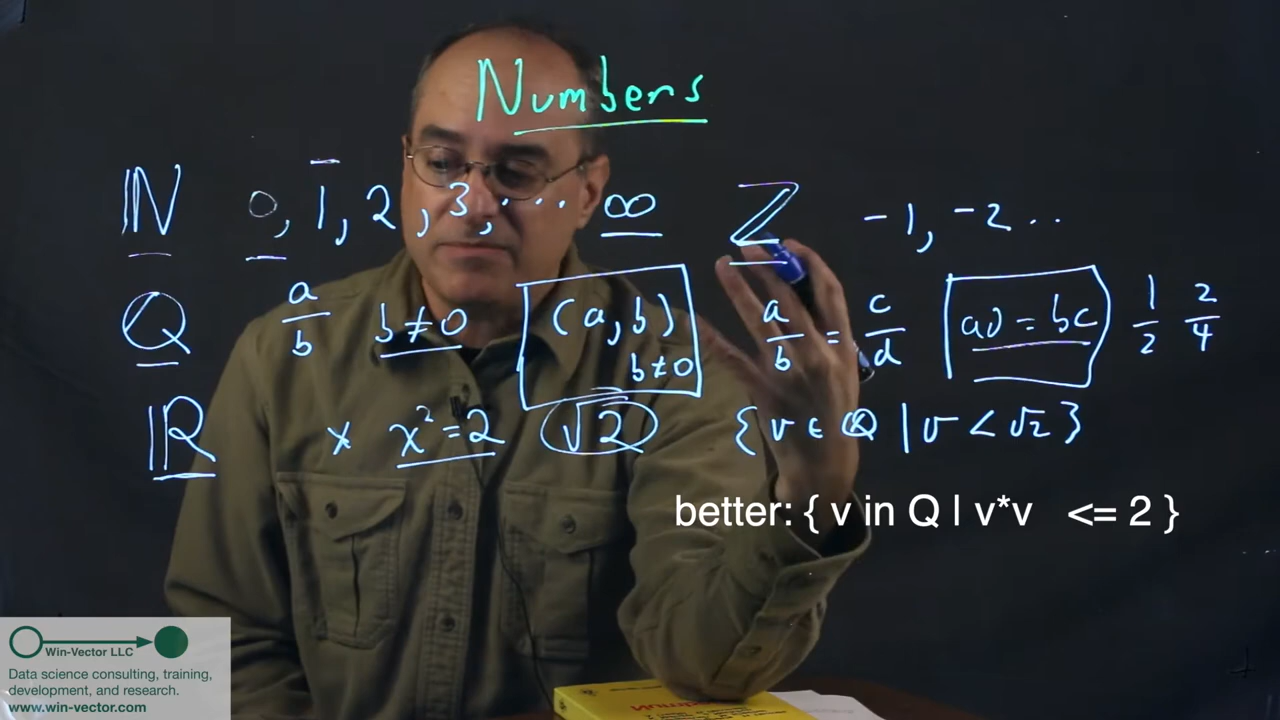 Numbers
ℕ 0, 1, 2, 3, ... ∞ ℤ -1, -2 ..
ℚ a/b b≠0 (a, b) b≠0 a/b = c/d ad = bc 1/2 2/4
ℝ x x²=2 √2 {v ∈ ℚ | v < √2}
better: { v in Q | v*v <= 2 }
Win-Vector LLC
Data science consulting, training,
development, and research.
www.win-vector.com